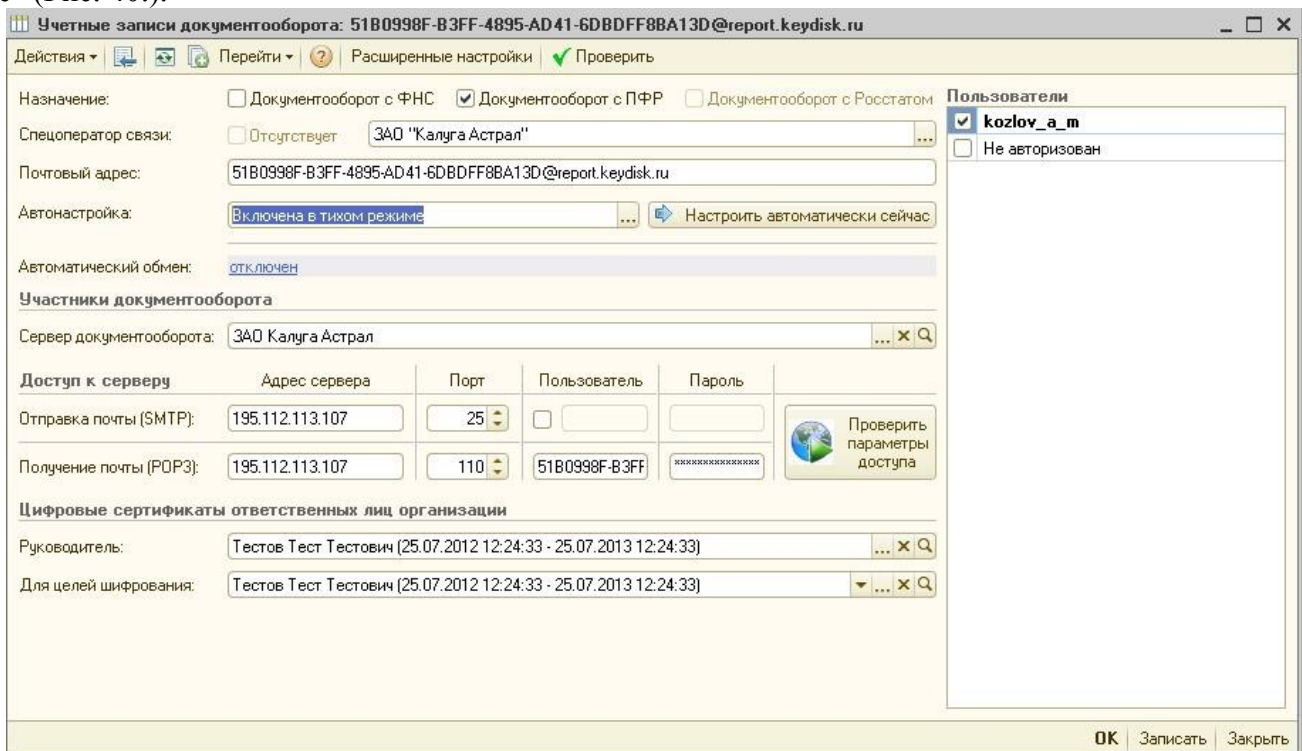 (Рис. 40.).
Учетные записи документооборота: 51B0998F-B3FF-4895-AD41-6DBDFF8BA13D@report.keydisk.ru
Действия Перейти Расширенные настройки Проверить
Назначение: Документооборот с ФНС Документооборот с ПФР Документооборот с Росстатом
Спецоператор связи: Отсутствует ЗАО "Калуга Астрал" ...
Почтовый адрес: 51B0998F-B3FF-4895-AD41-6DBDFF8BA13D@report.keydisk.ru
Автонастройка: Включена в тихом режиме ... Настроить автоматически сейчас
Автоматический обмен: отключен
Участники документооборота
Сервер документооборота: ЗАО Калуга Астрал ...
Доступ к серверу Адрес сервера Порт Пользователь Пароль
Отправка почты (SMTP): 195.112.113.107 25
Получение почты (POP3): 195.112.113.107 110 51B0998F-B3FF ***************
Проверить
параметры
доступа
Цифровые сертификаты ответственных лиц организации
Руководитель: Тестов Тест Тестович (25.07.2012 12:24:33 - 25.07.2013 12:24:33) ...
Для целей шифрования: Тестов Тест Тестович (25.07.2012 12:24:33 - 25.07.2013 12:24:33) ...
Пользователи
kozlov_a_m
Не авторизован
OK Записать Закрыть